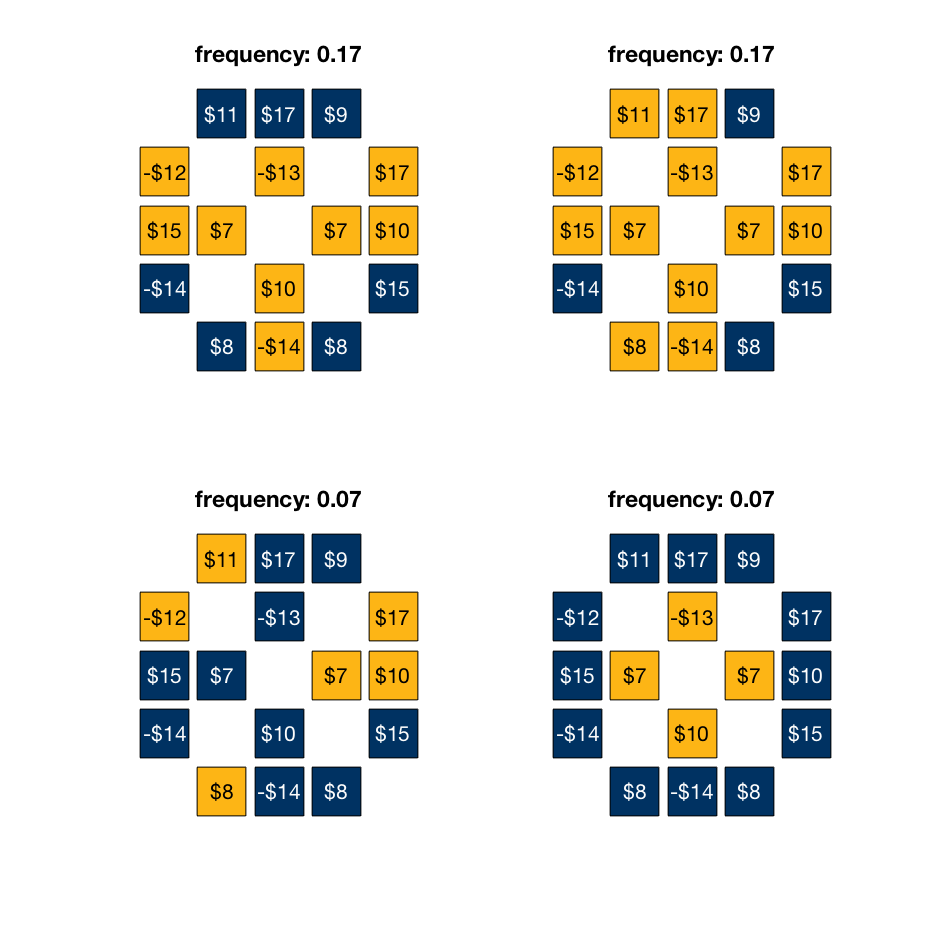 frequency: 0.17 frequency: 0.17
$11 $17 $9 $11 $17 $9
-$12 -$13 $17 -$12 -$13 $17
$15 $7 $7 $10 $15 $7 $7 $10
-$14 $10 $15 -$14 $10 $15
$8 -$14 $8 $8 -$14 $8
frequency: 0.07 frequency: 0.07
$11 $17 $9 $11 $17 $9
-$12 -$13 $17 -$12 -$13 $17
$15 $7 $7 $10 $15 $7 $7 $10
-$14 $10 $15 -$14 $10 $15
$8 -$14 $8 $8 -$14 $8